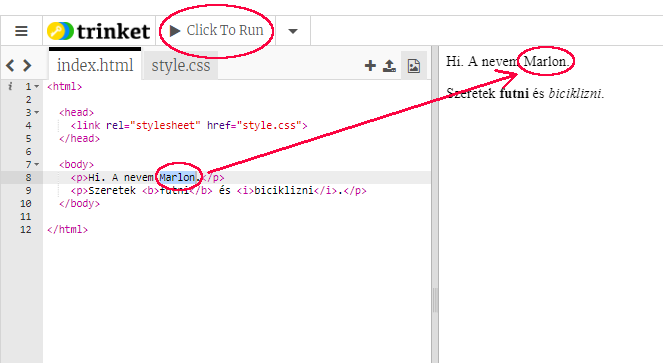 trinket Click To Run
index.html style.css
Hi. A nevem Marlon.
Szeretek futni és biciklizni.
i 1 <html>
2
3 <head>
4 <link rel="stylesheet" href="style.css">
5 </head>
6
7 <body>
8 <p>Hi. A nevem Marlon.</p>
9 <p>Szeretek <b>futni</b> és <i>biciklizni</i>.</p>
10 </body>
11
12 </html>